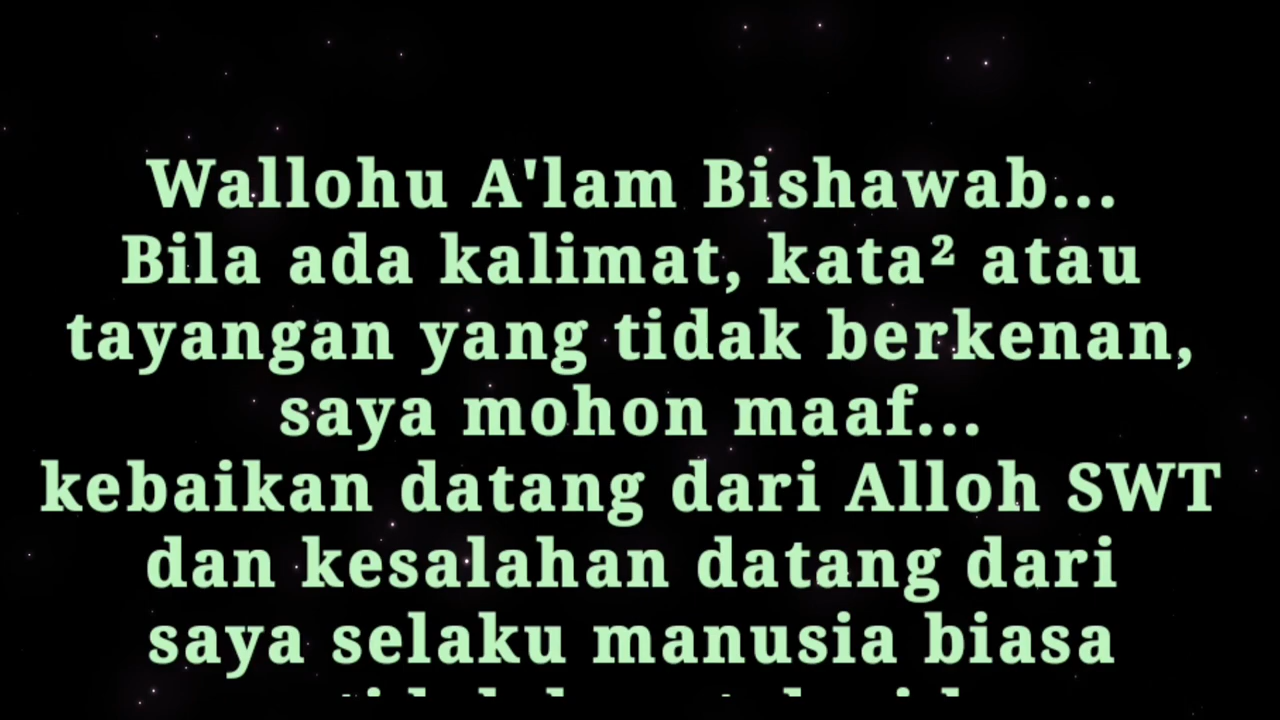 Wallohu A'lam Bishawab...
Bila ada kalimat, kata² atau
tayangan yang tidak berkenan,
saya mohon maaf...
kebaikan datang dari Alloh SWT
dan kesalahan datang dari
saya selaku manusia biasa